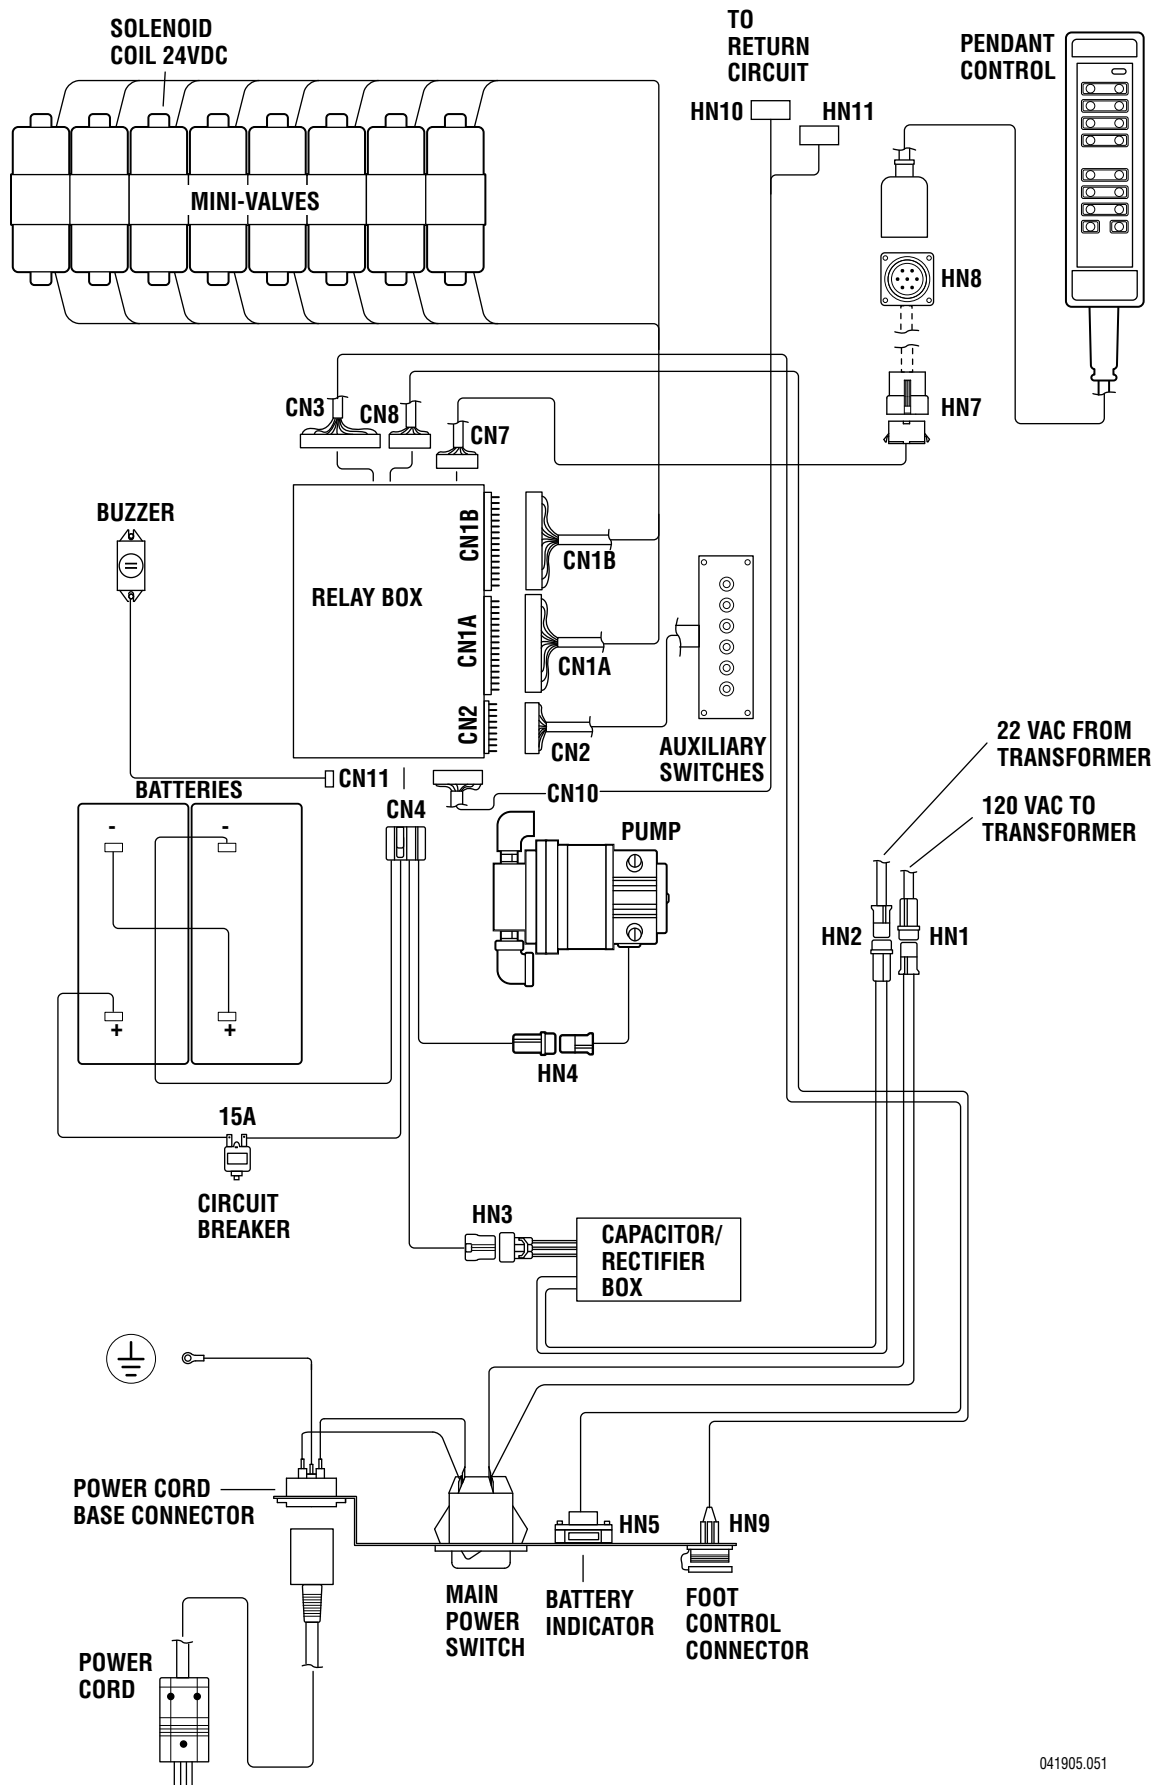 SOLENOID
COIL 24VDC
TO
RETURN
CIRCUIT
PENDANT
CONTROL
HN10
HN11
MINI-VALVES
HN8
CN3
CN8
CN7
HN7
BUZZER
CN1B
CN1B
RELAY BOX
CN1A
CN1A
CN2
CN2
AUXILIARY
SWITCHES
22 VAC FROM
TRANSFORMER
120 VAC TO
TRANSFORMER
CN11
BATTERIES
CN10
CN4
PUMP
- -
HN2
HN1
+ +
HN4
15A
CIRCUIT
BREAKER
HN3
CAPACITOR/
RECTIFIER
BOX
POWER CORD
BASE CONNECTOR
HN5
HN9
MAIN
POWER
SWITCH
BATTERY
INDICATOR
FOOT
CONTROL
CONNECTOR
POWER
CORD
041905.051